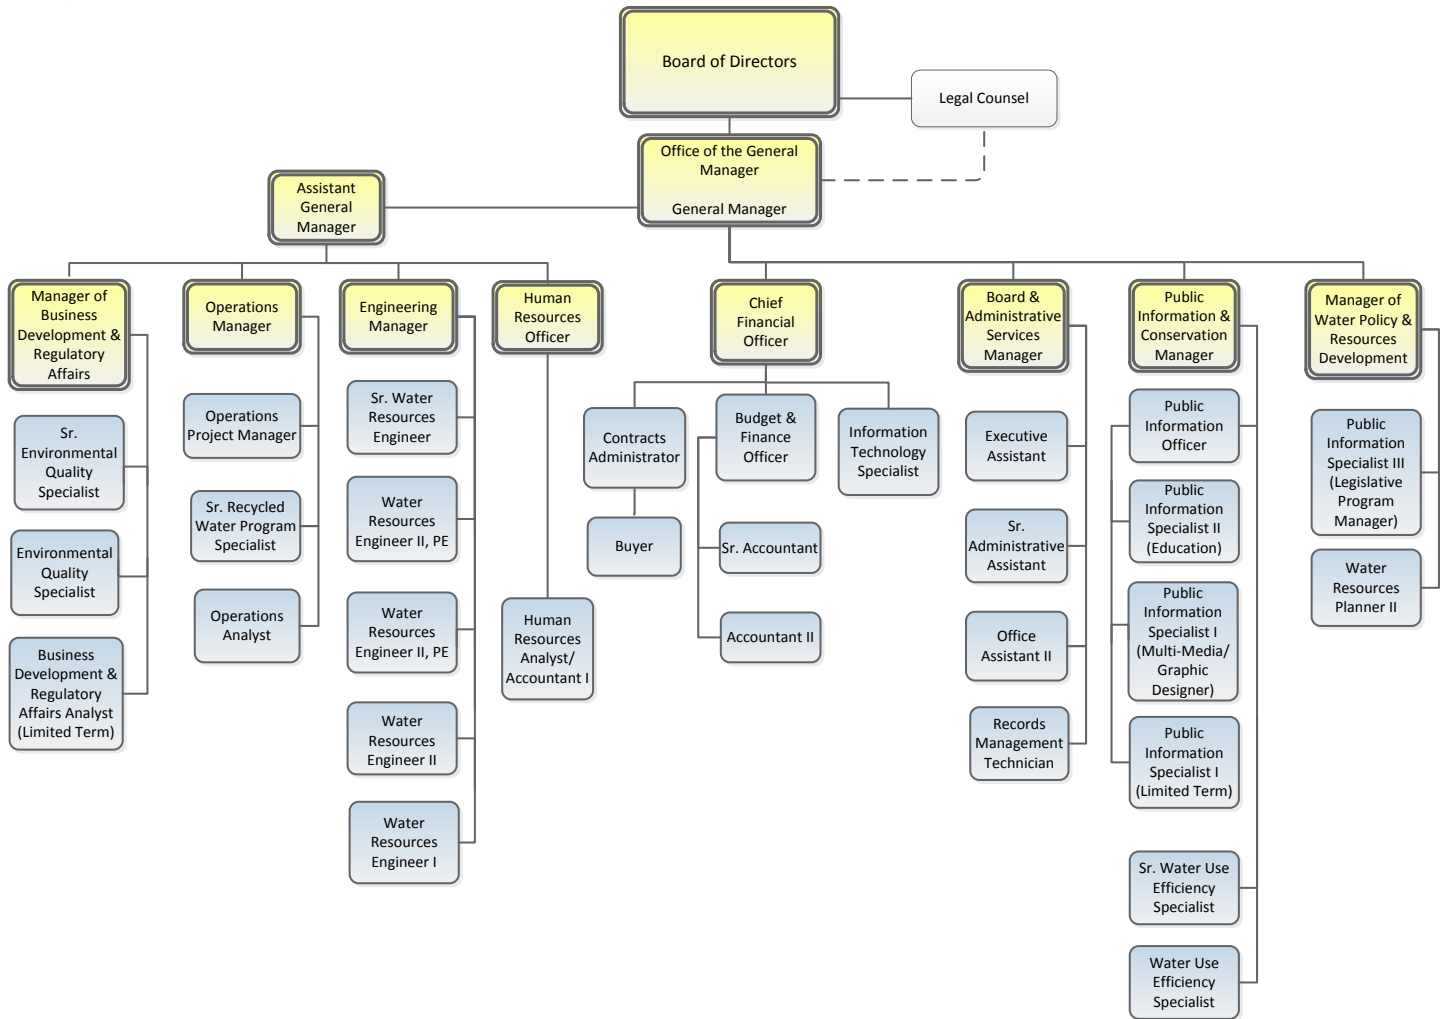 Board of Directors
Legal Counsel
Office of the General
Manager
General Manager
Assistant
General
Manager
Manager of
Business
Development &
Regulatory
Affairs
Operations
Manager
Engineering
Manager
Human
Resources
Officer
Chief
Financial
Officer
Board &
Administrative
Services
Manager
Public
Information &
Conservation
Manager
Manager of
Water Policy &
Resources
Development
Sr.
Environmental
Quality
Specialist
Environmental
Quality
Specialist
Business
Development &
Regulatory
Affairs Analyst
(Limited Term)
Operations
Project Manager
Sr. Recycled
Water Program
Specialist
Operations
Analyst
Sr. Water
Resources
Engineer
Water
Resources
Engineer II, PE
Water
Resources
Engineer II, PE
Water
Resources
Engineer II
Water
Resources
Engineer I
Human
Resources
Analyst/
Accountant I
Contracts
Administrator
Buyer
Budget &
Finance
Officer
Sr. Accountant
Accountant II
Information
Technology
Specialist
Executive
Assistant
Sr.
Administrative
Assistant
Office
Assistant II
Records
Management
Technician
Public
Information
Officer
Public
Information
Specialist II
(Education)
Public
Information
Specialist I
(Multi-Media/
Graphic
Designer)
Public
Information
Specialist I
(Limited Term)
Sr. Water Use
Efficiency
Specialist
Water Use
Efficiency
Specialist
Public
Information
Specialist III
(Legislative
Program
Manager)
Water
Resources
Planner II